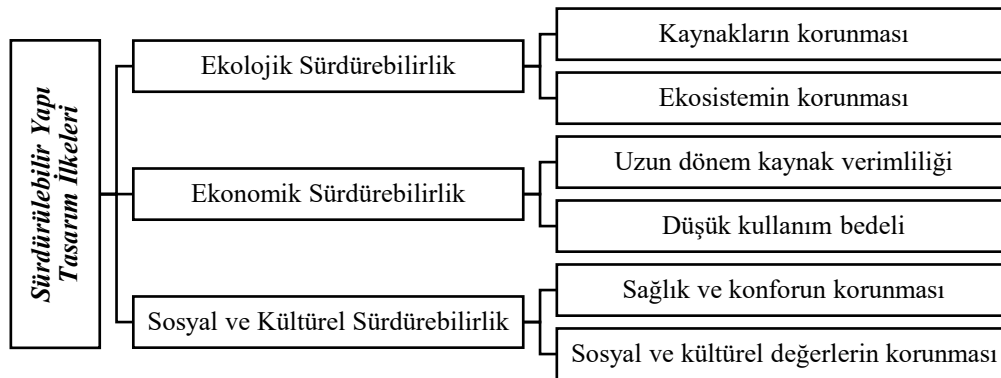 Sürdürülebilir Yapı
Tasarım İlkeleri
Ekolojik Sürdürebilirlik
Kaynakların korunması
Ekosistemin korunması
Ekonomik Sürdürebilirlik
Uzun dönem kaynak verimliliği
Düşük kullanım bedeli
Sosyal ve Kültürel Sürdürebilirlik
Sağlık ve konforun korunması
Sosyal ve kültürel değerlerin korunması